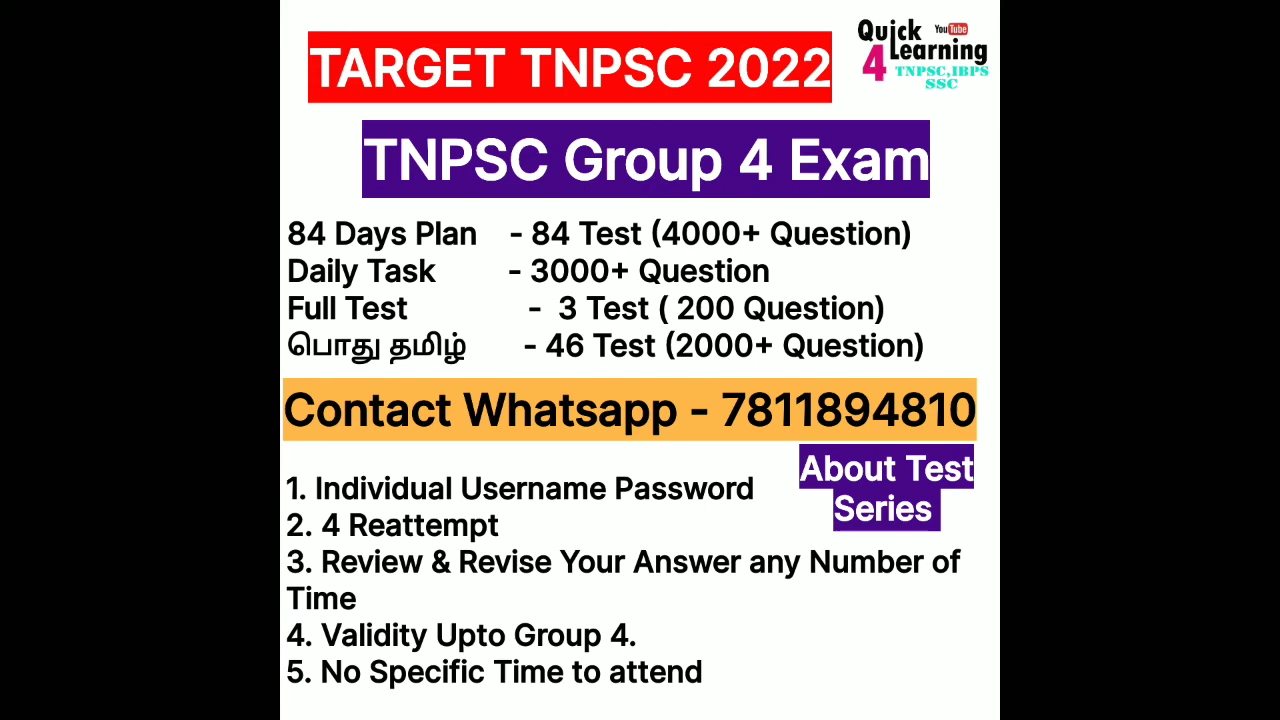 TARGET TNPSC 2022
Quick YouTube
4 Learning
TNPSC,IBPS
SSC
TNPSC Group 4 Exam
84 Days Plan - 84 Test (4000+ Question)
Daily Task - 3000+ Question
Full Test - 3 Test ( 200 Question)
பொது தமிழ் - 46 Test (2000+ Question)
Contact Whatsapp - 7811894810
About Test
Series
1. Individual Username Password
2. 4 Reattempt
3. Review & Revise Your Answer any Number of
Time
4. Validity Upto Group 4.
5. No Specific Time to attend